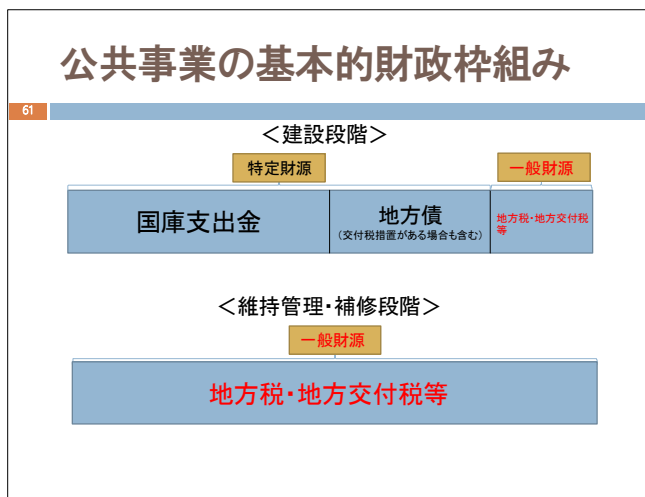 公共事業の基本的財政枠組み
61
＜建設段階＞
特定財源
一般財源
国庫支出金
地方債
（交付税措置がある場合も含む）
地方税・地方交付税
等
＜維持管理・補修段階＞
一般財源
地方税・地方交付税等